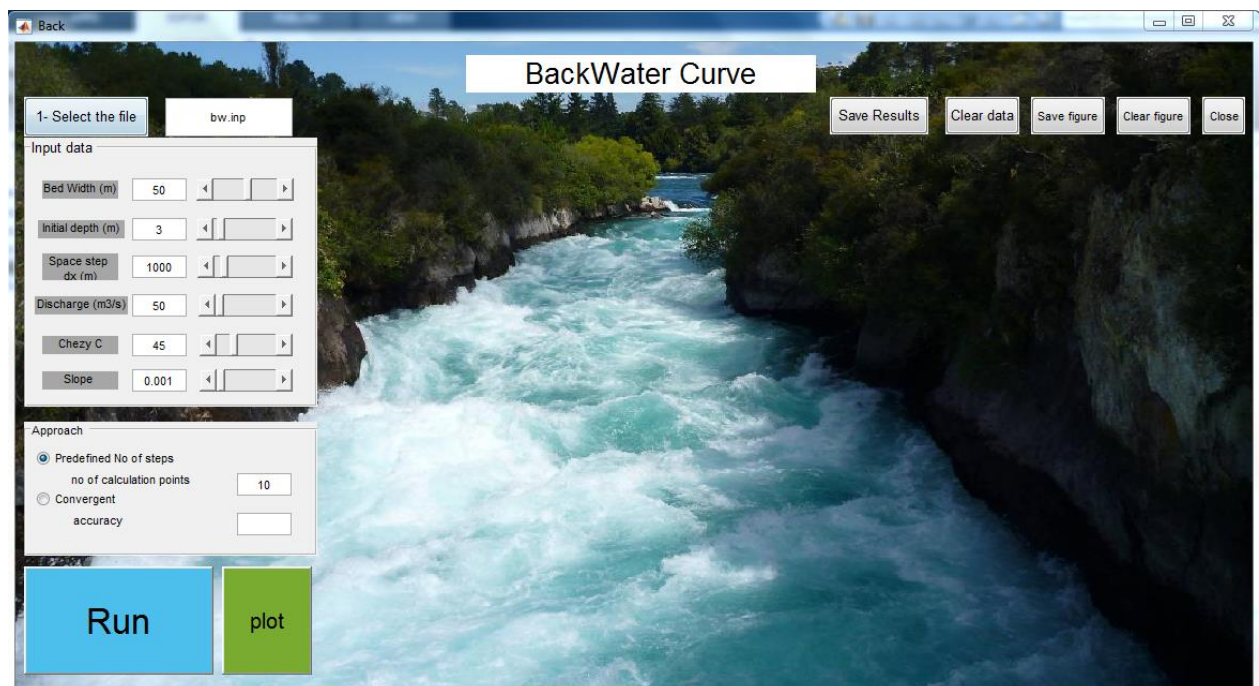 Back
BackWater Curve
1- Select the file
bw.inp
Save Results
Clear data
Save figure
Clear figure
Close
Input data
Bed Width (m)
50
Initial depth (m)
3
Space step
dx (m)
1000
Discharge (m3/s)
50
Chezy C
45
Slope
0.001
Approach
Predefined No of steps
no of calculation points
10
Convergent
accuracy
Run
plot